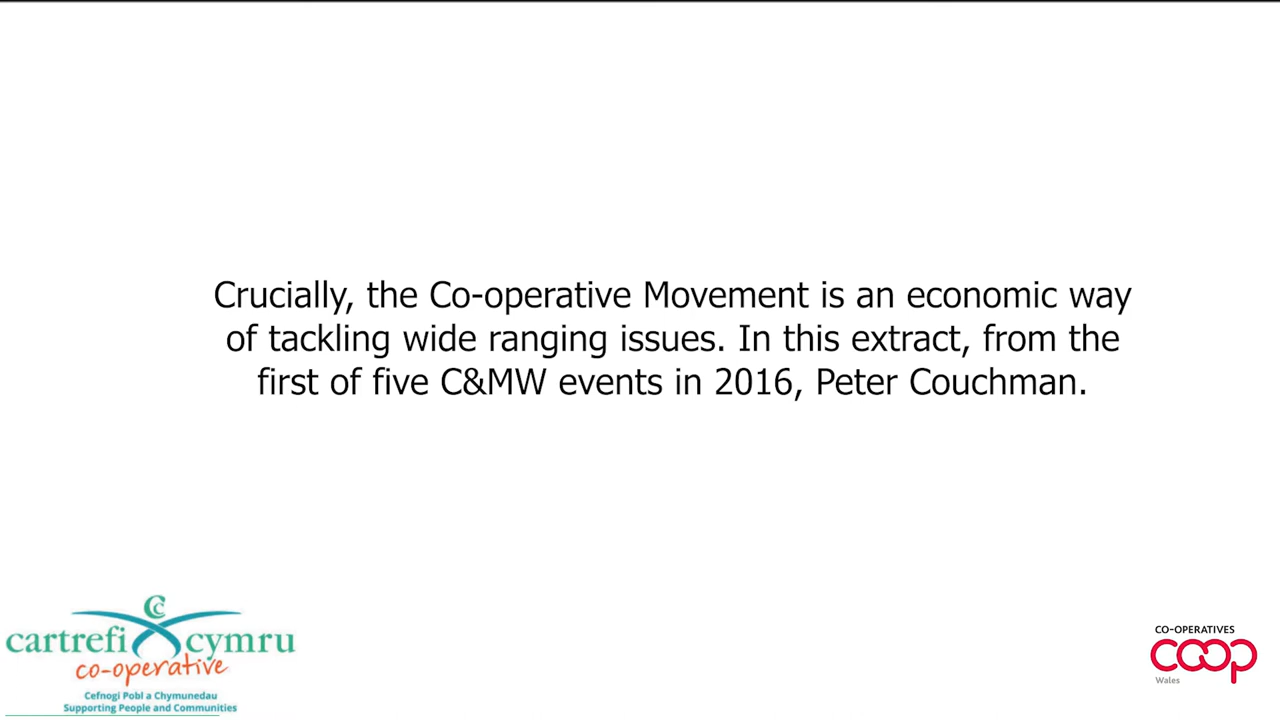 Crucially, the Co-operative Movement is an economic way
of tackling wide ranging issues. In this extract, from the
first of five C&MW events in 2016, Peter Couchman.
cc
cartrefi cymru
co-operative
Cefnogi Pobl a Chymunedau
Supporting People and Communities
CO-OPERATIVES
coop
Wales